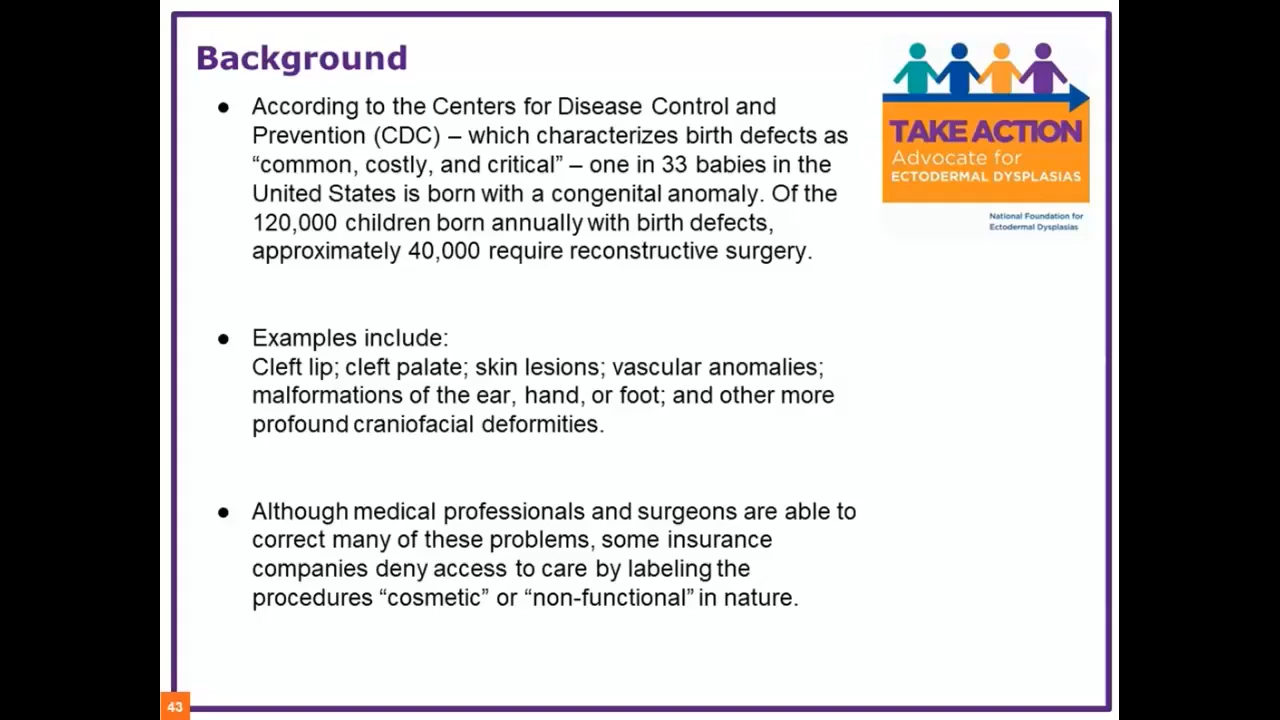 Background
● According to the Centers for Disease Control and
Prevention (CDC) – which characterizes birth defects as
“common, costly, and critical” – one in 33 babies in the
United States is born with a congenital anomaly. Of the
120,000 children born annually with birth defects,
approximately 40,000 require reconstructive surgery.
● Examples include:
Cleft lip; cleft palate; skin lesions; vascular anomalies;
malformations of the ear, hand, or foot; and other more
profound craniofacial deformities.
● Although medical professionals and surgeons are able to
correct many of these problems, some insurance
companies deny access to care by labeling the
procedures “cosmetic” or “non-functional” in nature.
TAKE ACTION
Advocate for
ECTODERMAL DYSPLASIAS
National Foundation for
Ectodermal Dysplasias
43